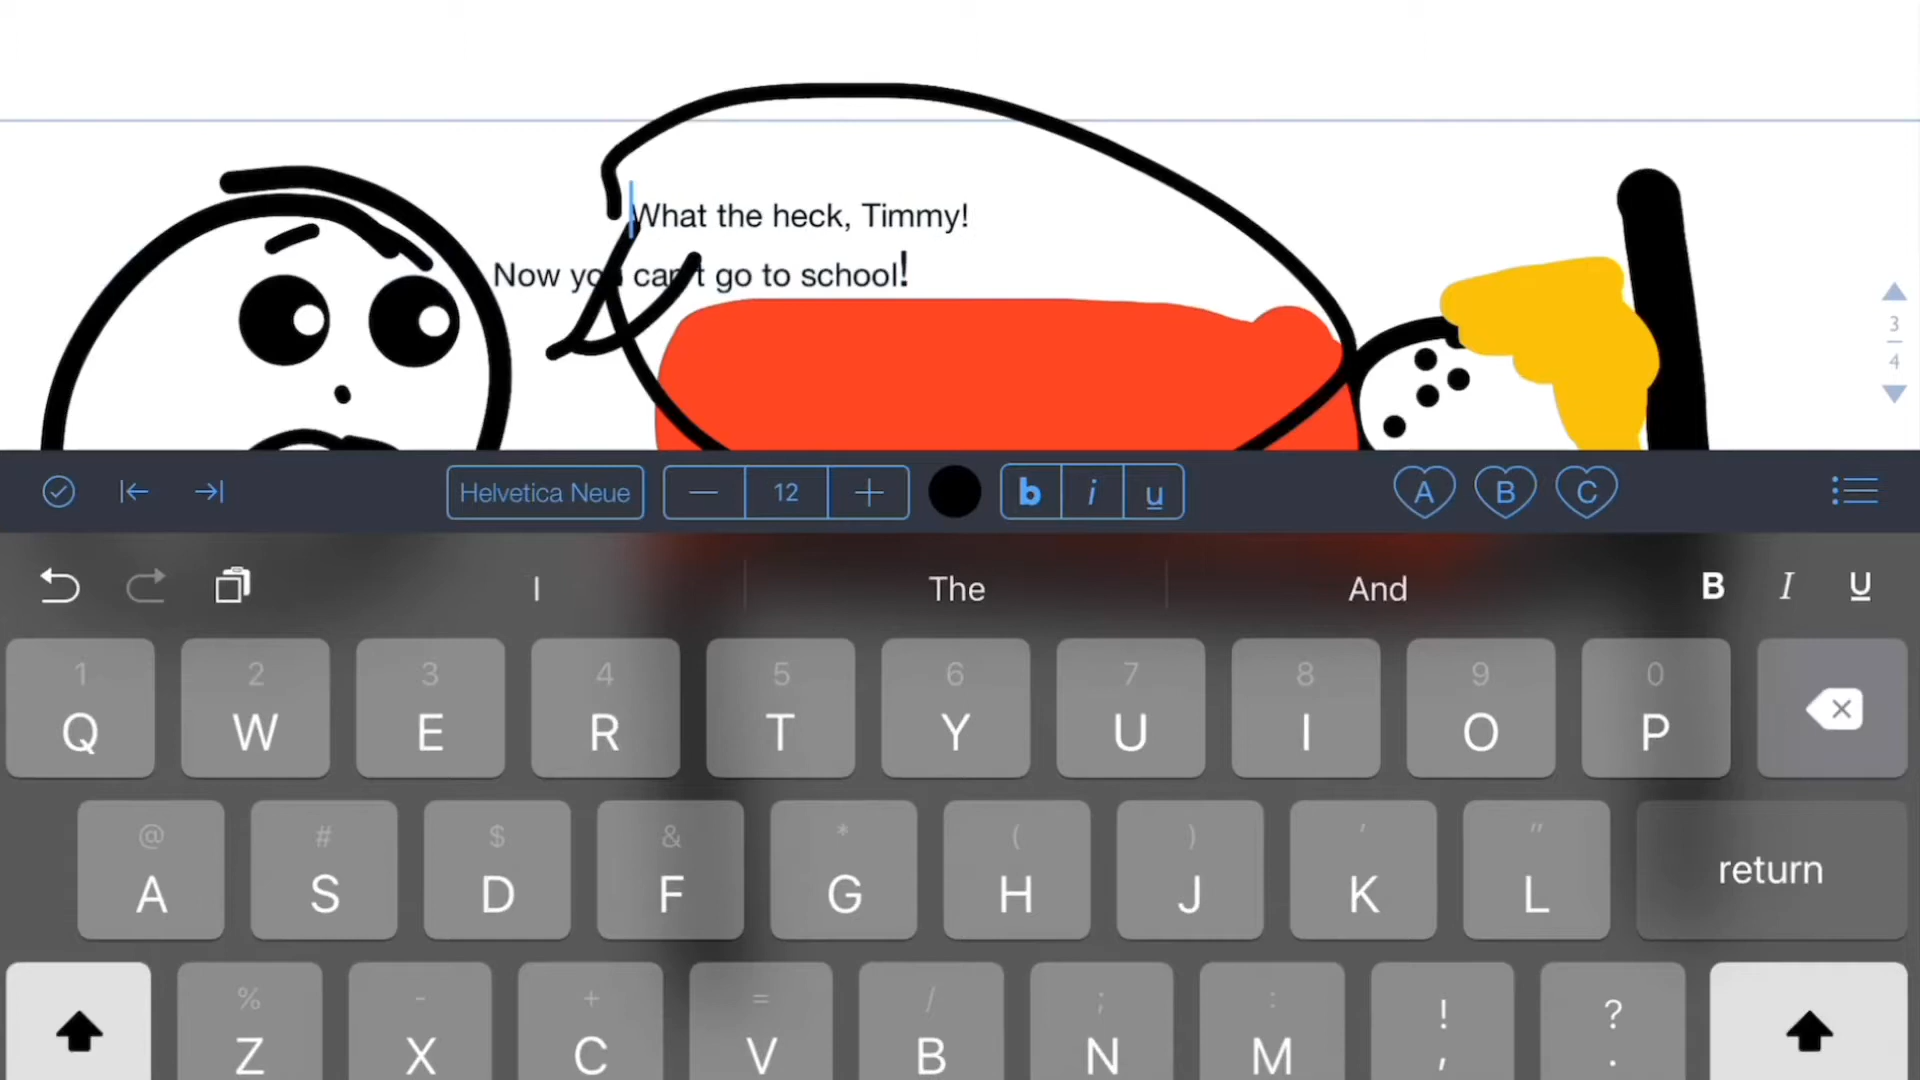 What the heck, Timmy!
Now you can't go to school!
3
4
Helvetica Neue
12
b i u
A B C
I
The
And
B I U
1 2 3 4 5 6 7 8 9 0
Q W E R T Y U I O P
@ # $ & * ( ) ' "
A S D F G H J K L
return
% - + = / ; : ! ?
Z X C V B N M , .